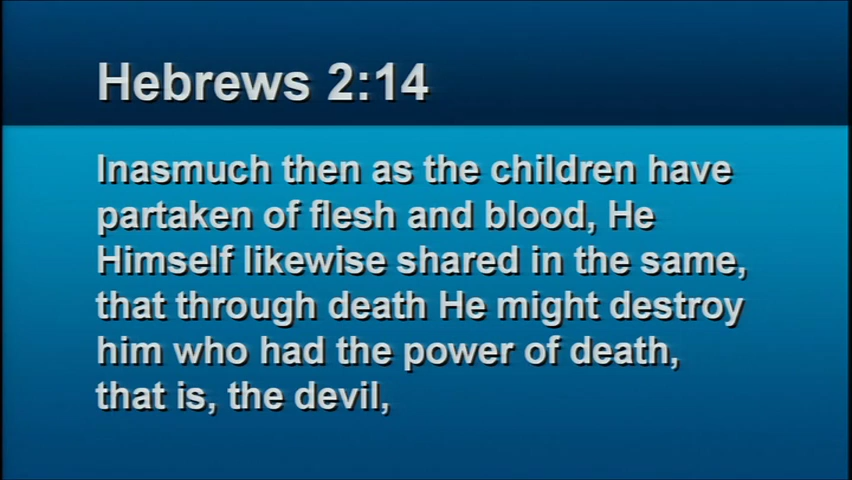 Hebrews 2:14
Inasmuch then as the children have
partaken of flesh and blood, He
Himself likewise shared in the same,
that through death He might destroy
him who had the power of death,
that is, the devil,